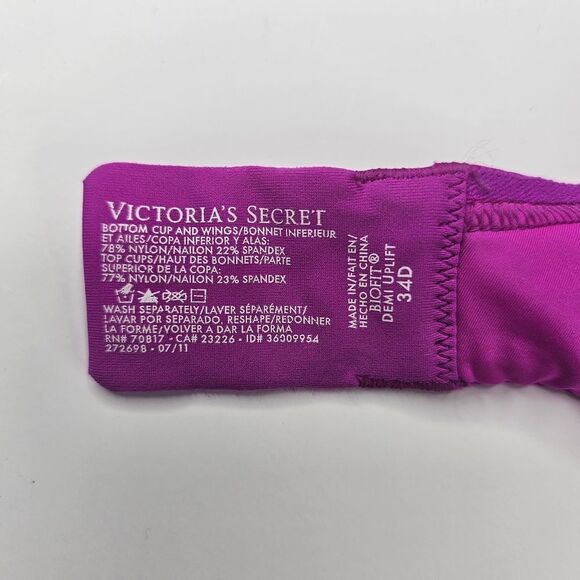 VICTORIA'S SECRET
BOTTOM CUP AND WINGS/BONNET INFERIEUR
ET AILES/COPA INFERIOR Y ALAS:
78% NYLON/NAILON 22% SPANDEX
TOP CUPS/HAUT DES BONNETS/PARTE
SUPERIOR DE LA COPA:
77% NYLON/NAILON 23% SPANDEX
WASH SEPARATELY/LAVER SÉPARÉMENT/
LAVAR POR SEPARADO. RESHAPE/REDONNER
LA FORME/VOLVER A DAR LA FORMA
RN# 70817 - CA# 23226 - ID# 36009954
272698 - 07/11
MADE IN/FAIT EN/
HECHO EN CHINA
BIOFIT®
DEMI UPLIFT
34D